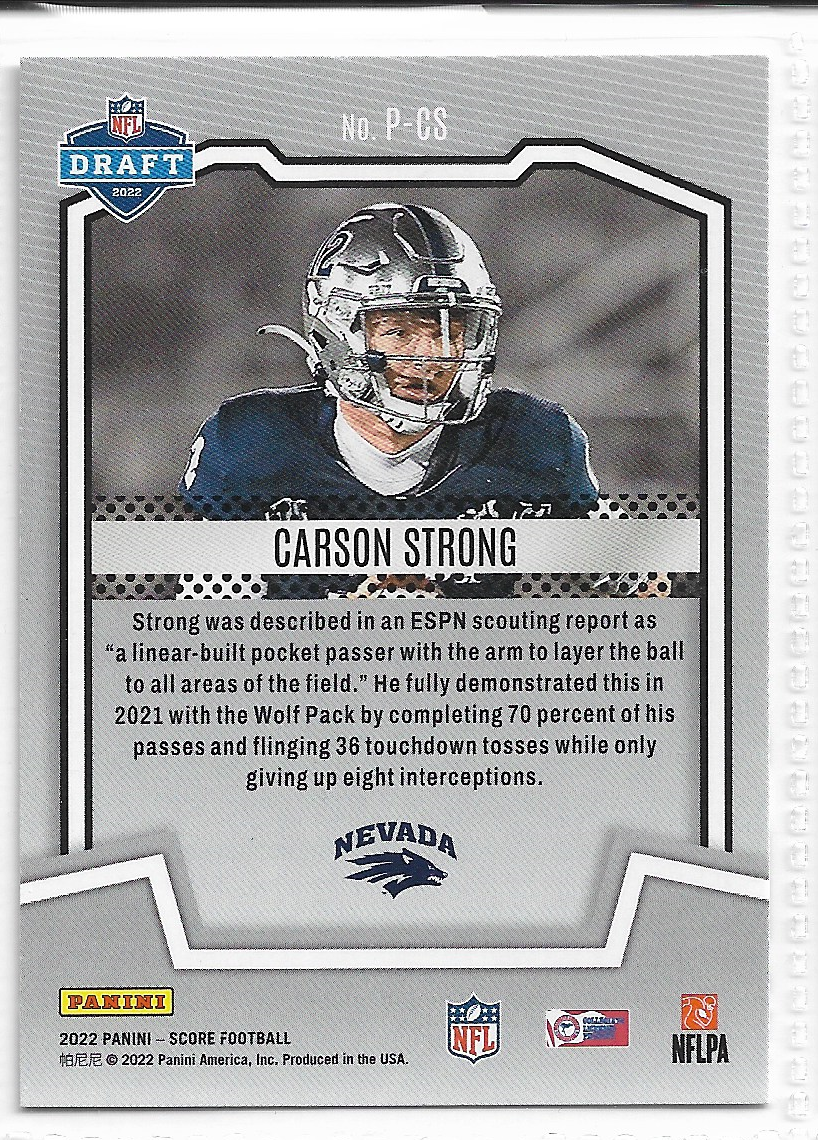 No. P-CS
NFL
DRAFT
2022
CARSON STRONG
Strong was described in an ESPN scouting report as
“a linear-built pocket passer with the arm to layer the ball
to all areas of the field.” He fully demonstrated this in
2021 with the Wolf Pack by completing 70 percent of his
passes and flinging 36 touchdown tosses while only
giving up eight interceptions.
NEVADA
PANINI
2022 PANINI – SCORE FOOTBALL
帕尼尼 © 2022 Panini America, Inc. Produced in the USA.
NFL
NFLPA